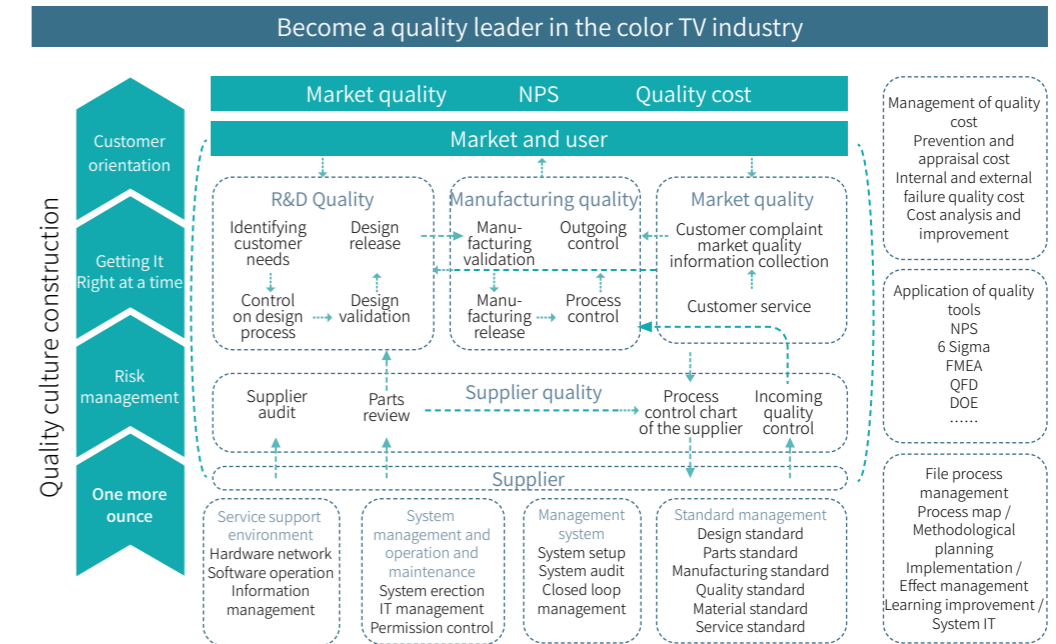 Become a quality leader in the color TV industry
Quality culture construction
Customer
orientation
Getting It
Right at a time
Risk
management
One more
ounce
Market quality NPS Quality cost
Market and user
R&D Quality
Identifying
customer
needs
Design
release
Control
on design
process
Design
validation
Manufacturing quality
Manu-
facturing
validation
Outgoing
control
Manu-
facturing
release
Process
control
Market quality
Customer complaint
market quality
information collection
Customer service
Supplier quality
Supplier
audit
Parts
review
Process
control chart
of the supplier
Incoming
quality
control
Supplier
Service support
environment
Hardware network
Software operation
Information
management
System
management and
operation and
maintenance
System erection
IT management
Permission control
Management
system
System setup
System audit
Closed loop
management
Standard management
Design standard
Parts standard
Manufacturing standard
Quality standard
Material standard
Service standard
Management of quality
cost
Prevention and
appraisal cost
Internal and external
failure quality cost
Cost analysis and
improvement
Application of quality
tools
NPS
6 Sigma
FMEA
QFD
DOE
......
File process
management
Process map /
Methodological
planning
Implementation /
Effect management
Learning improvement /
System IT